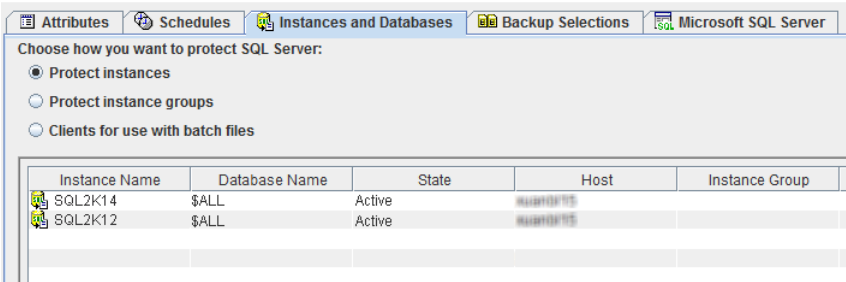 Attributes Schedules Instances and Databases Backup Selections SQL Microsoft SQL Server
Choose how you want to protect SQL Server:
Protect instances
Protect instance groups
Clients for use with batch files
Instance Name Database Name State Host Instance Group
SQL2K14 $ALL Active
SQL2K12 $ALL Active